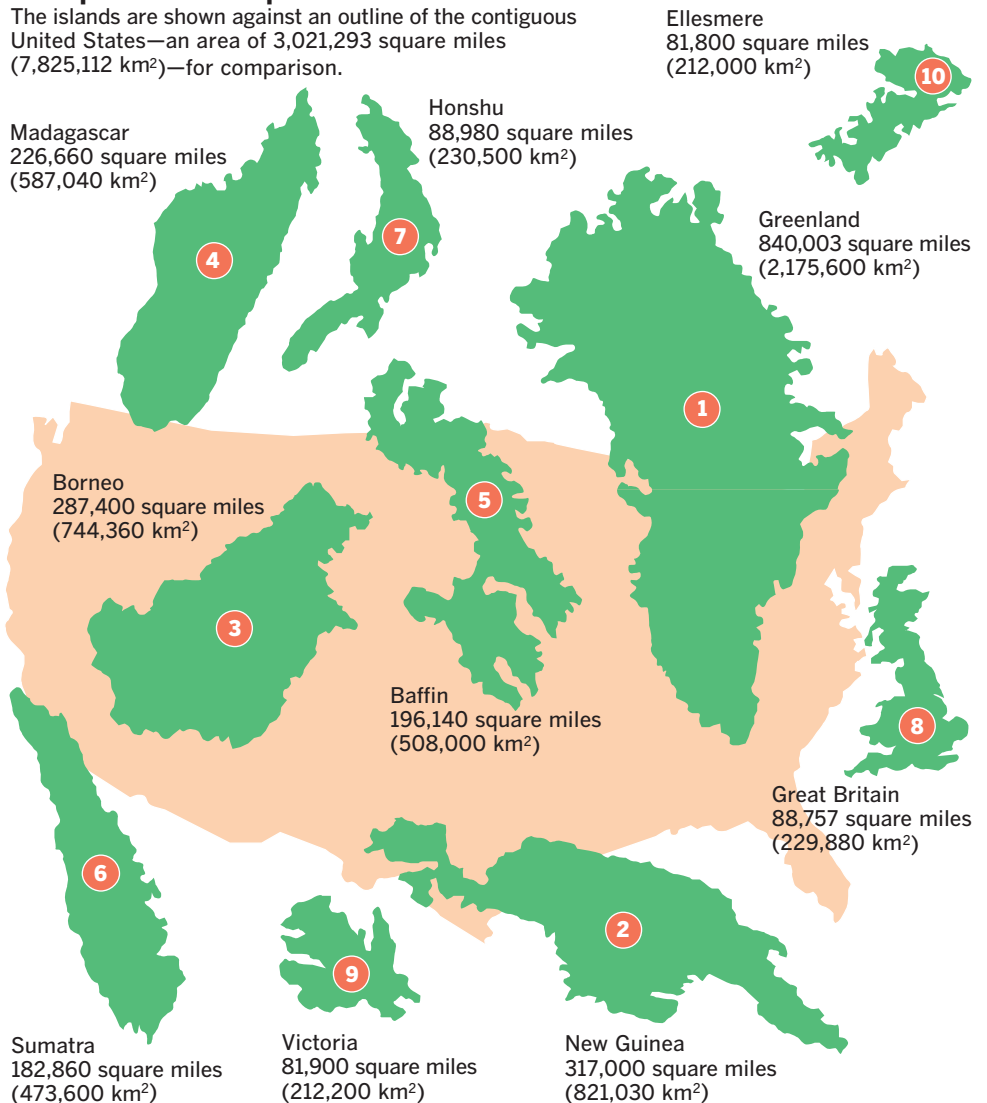 The islands are shown against an outline of the contiguous
United States—an area of 3,021,293 square miles
(7,825,112 km²)—for comparison.
Ellesmere
81,800 square miles
(212,000 km²)
10
Madagascar
226,660 square miles
(587,040 km²)
4
Honshu
88,980 square miles
(230,500 km²)
7
Greenland
840,003 square miles
(2,175,600 km²)
1
Borneo
287,400 square miles
(744,360 km²)
3
5
Baffin
196,140 square miles
(508,000 km²)
8
Great Britain
88,757 square miles
(229,880 km²)
6
Sumatra
182,860 square miles
(473,600 km²)
9
Victoria
81,900 square miles
(212,200 km²)
2
New Guinea
317,000 square miles
(821,030 km²)